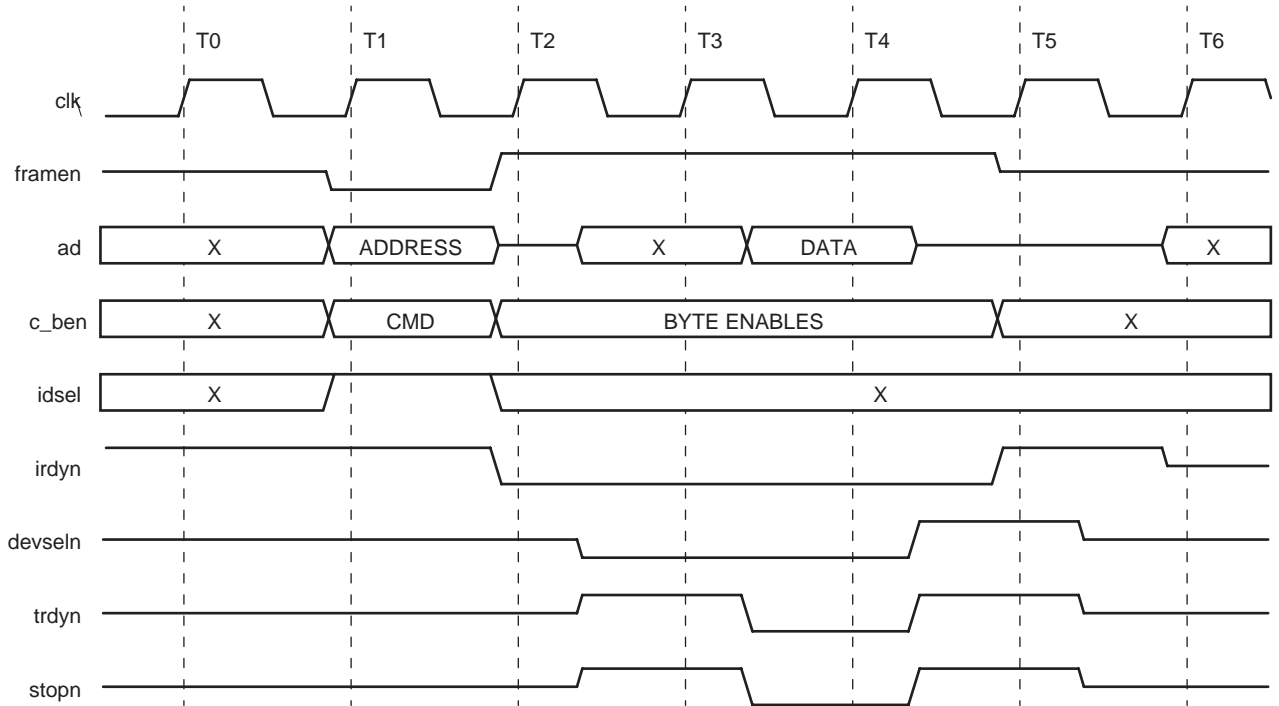 T0 T1 T2 T3 T4 T5 T6
clk
framen
ad X ADDRESS X DATA X
c_ben X CMD BYTE ENABLES X
idsel X X
irdyn
devseln
trdyn
stopn